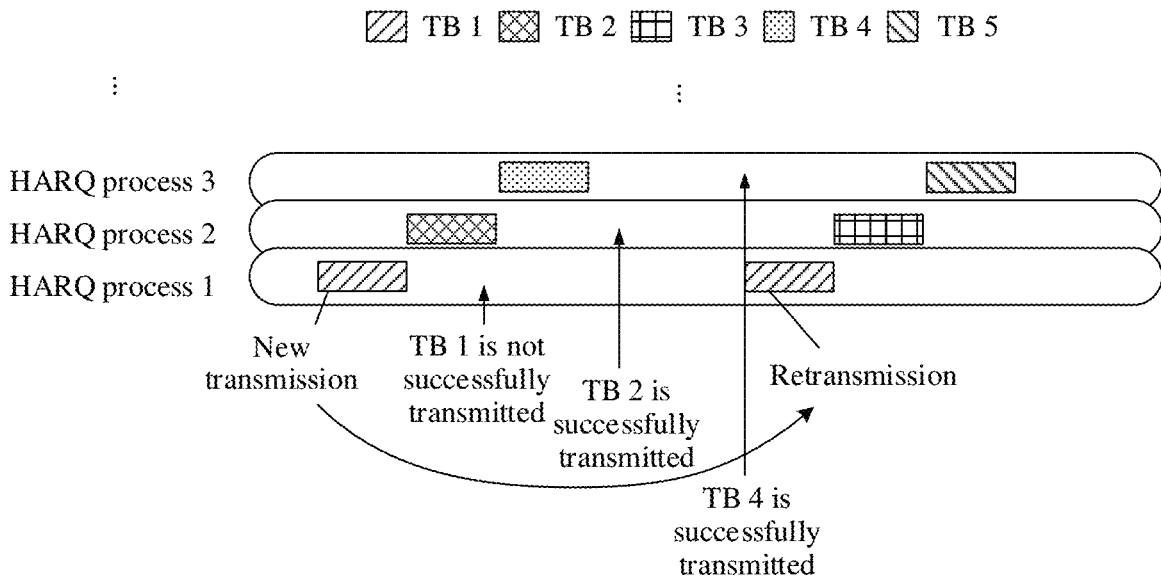 TB 1 TB 2 TB 3 TB 4 TB 5
⋮ ⋮
HARQ process 3
HARQ process 2
HARQ process 1
New
transmission
TB 1 is not
successfully
transmitted
TB 2 is
successfully
transmitted
Retransmission
TB 4 is
successfully
transmitted